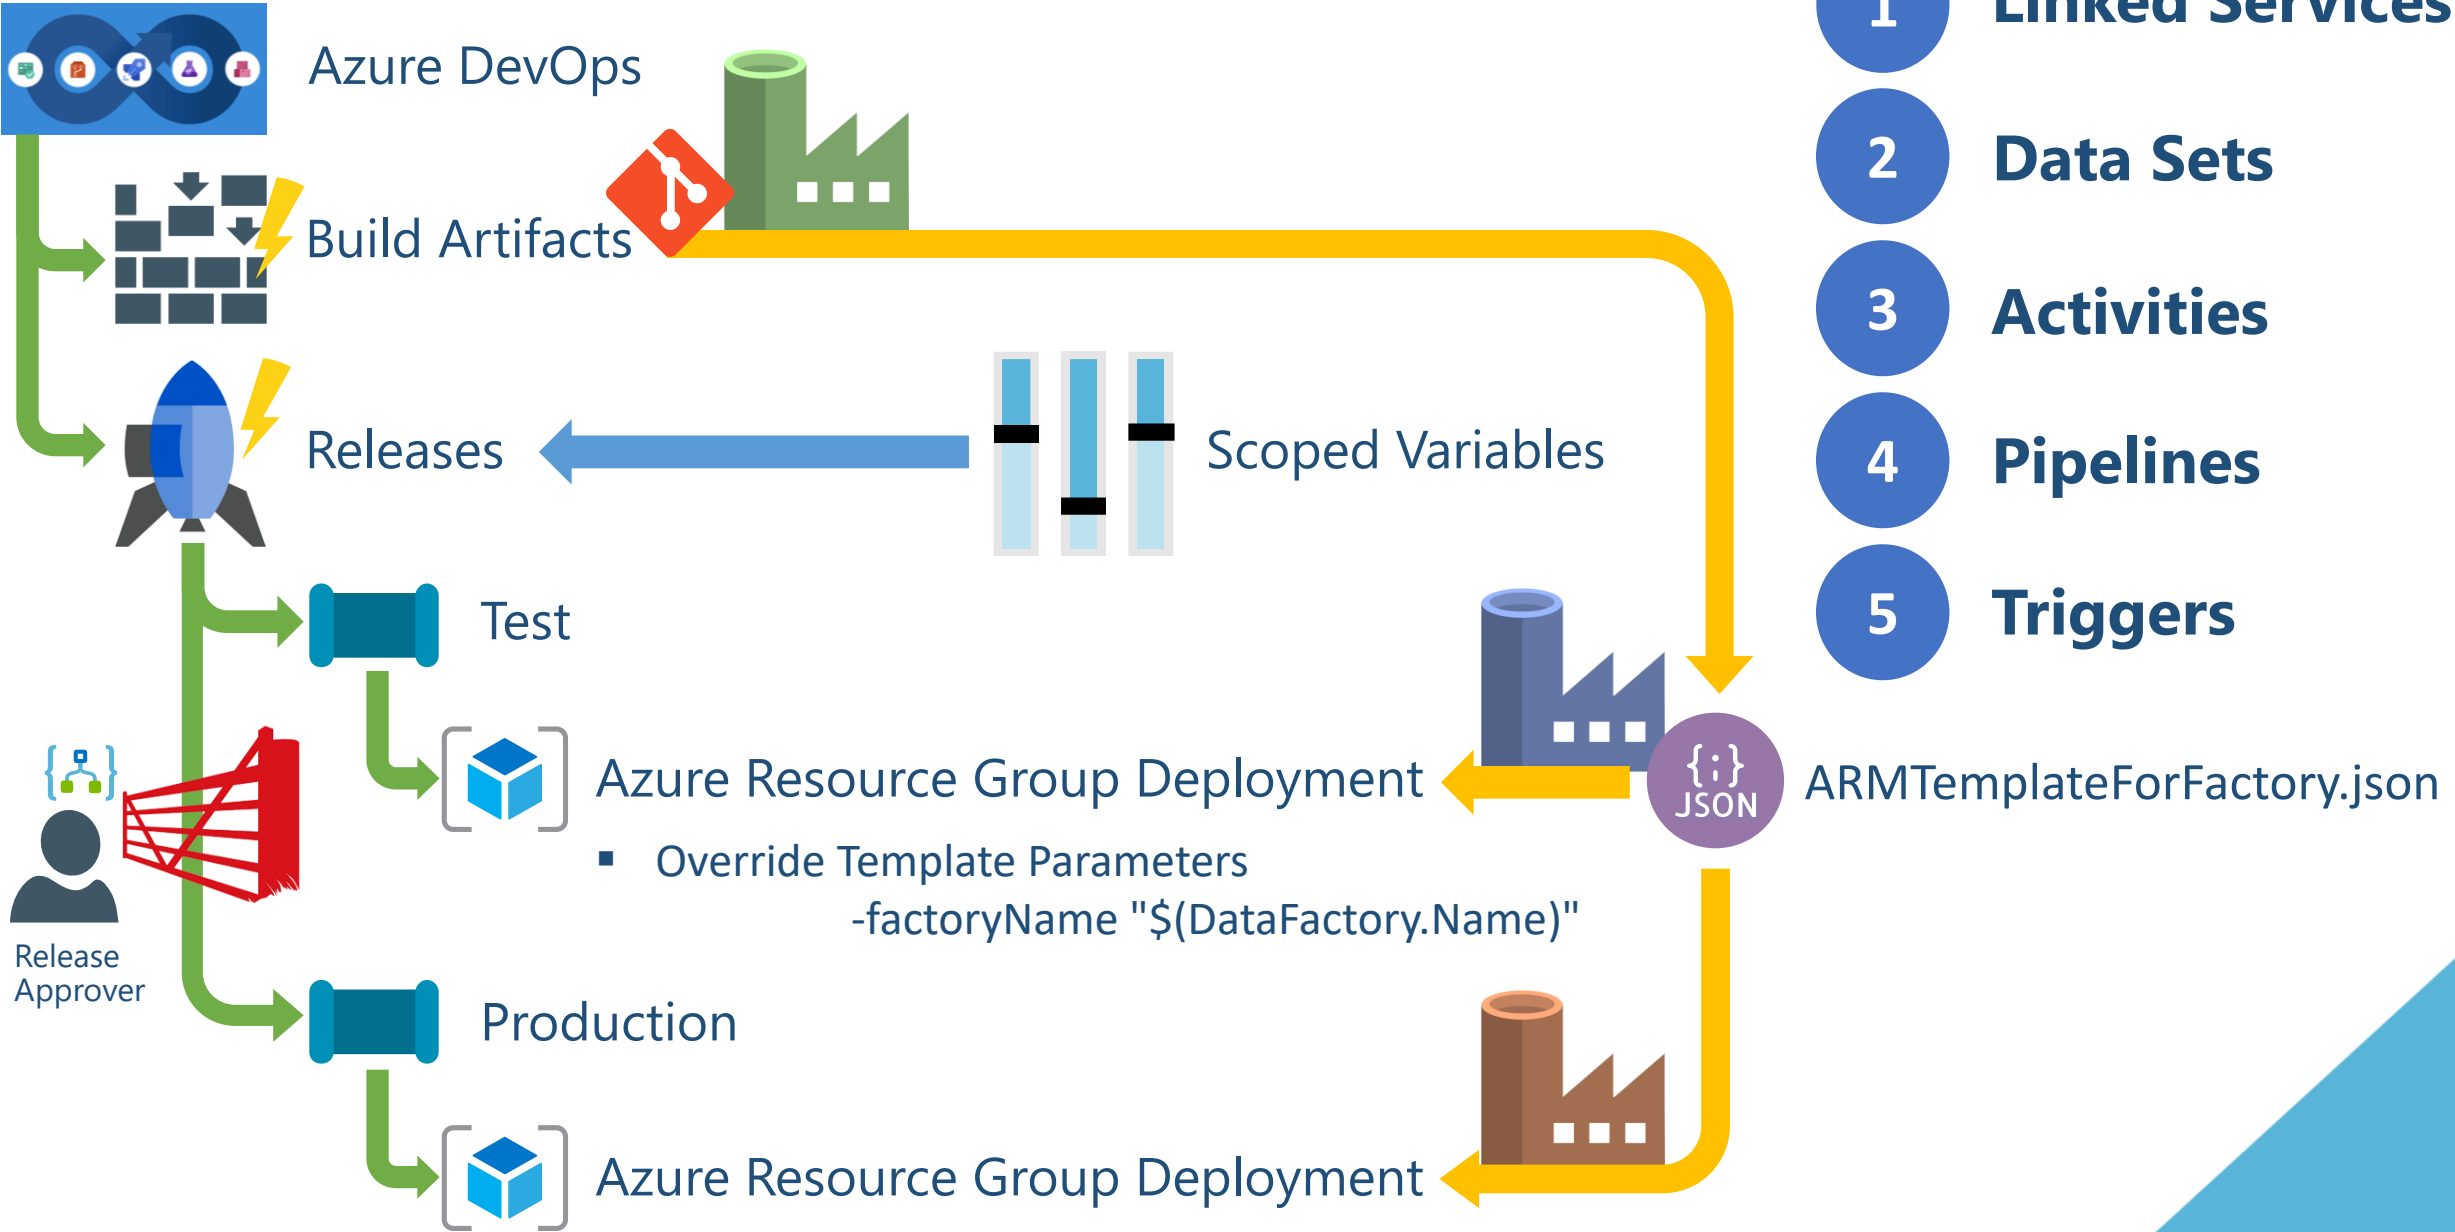 Azure DevOps
Build Artifacts
Releases
Scoped Variables
Test
Azure Resource Group Deployment
▪ Override Template Parameters
-factoryName "$(DataFactory.Name)"
Release
Approver
Production
Azure Resource Group Deployment
{;}
JSON
ARMTemplateForFactory.json
1 Linked Services
2 Data Sets
3 Activities
4 Pipelines
5 Triggers